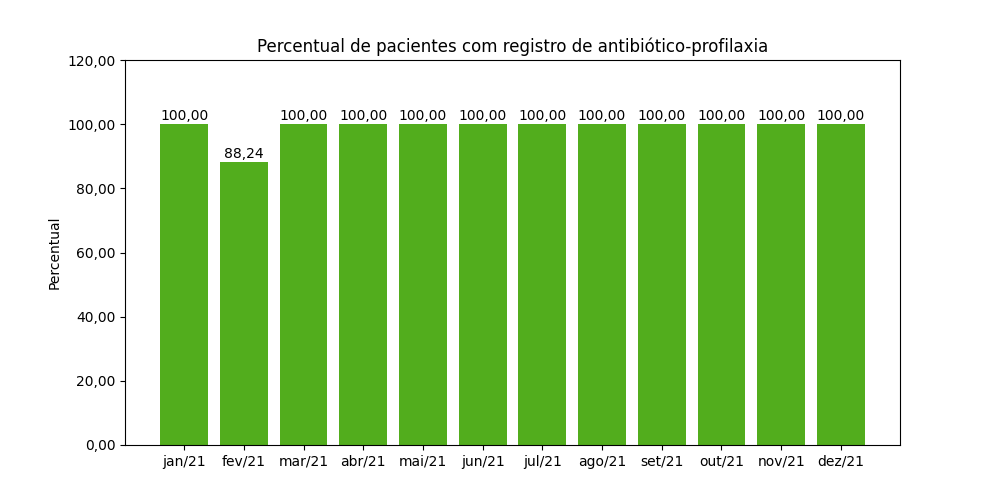 Percentual de pacientes com registro de antibiótico-profilaxia
Percentual
120,00
100,00
80,00
60,00
40,00
20,00
0,00
100,00
88,24
100,00
100,00
100,00
100,00
100,00
100,00
100,00
100,00
100,00
100,00
jan/21
fev/21
mar/21
abr/21
mai/21
jun/21
jul/21
ago/21
set/21
out/21
nov/21
dez/21